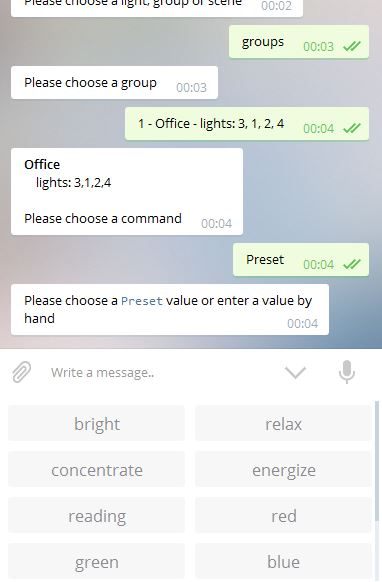 Please choose a light, group or scene 00:02
groups 00:03
Please choose a group 00:03
1 - Office - lights: 3, 1, 2, 4 00:04
Office
lights: 3,1,2,4
Please choose a command 00:04
Preset 00:04
Please choose a Preset value or enter a value by
hand
00:04
Write a message..
bright relax
concentrate energize
reading red
green blue